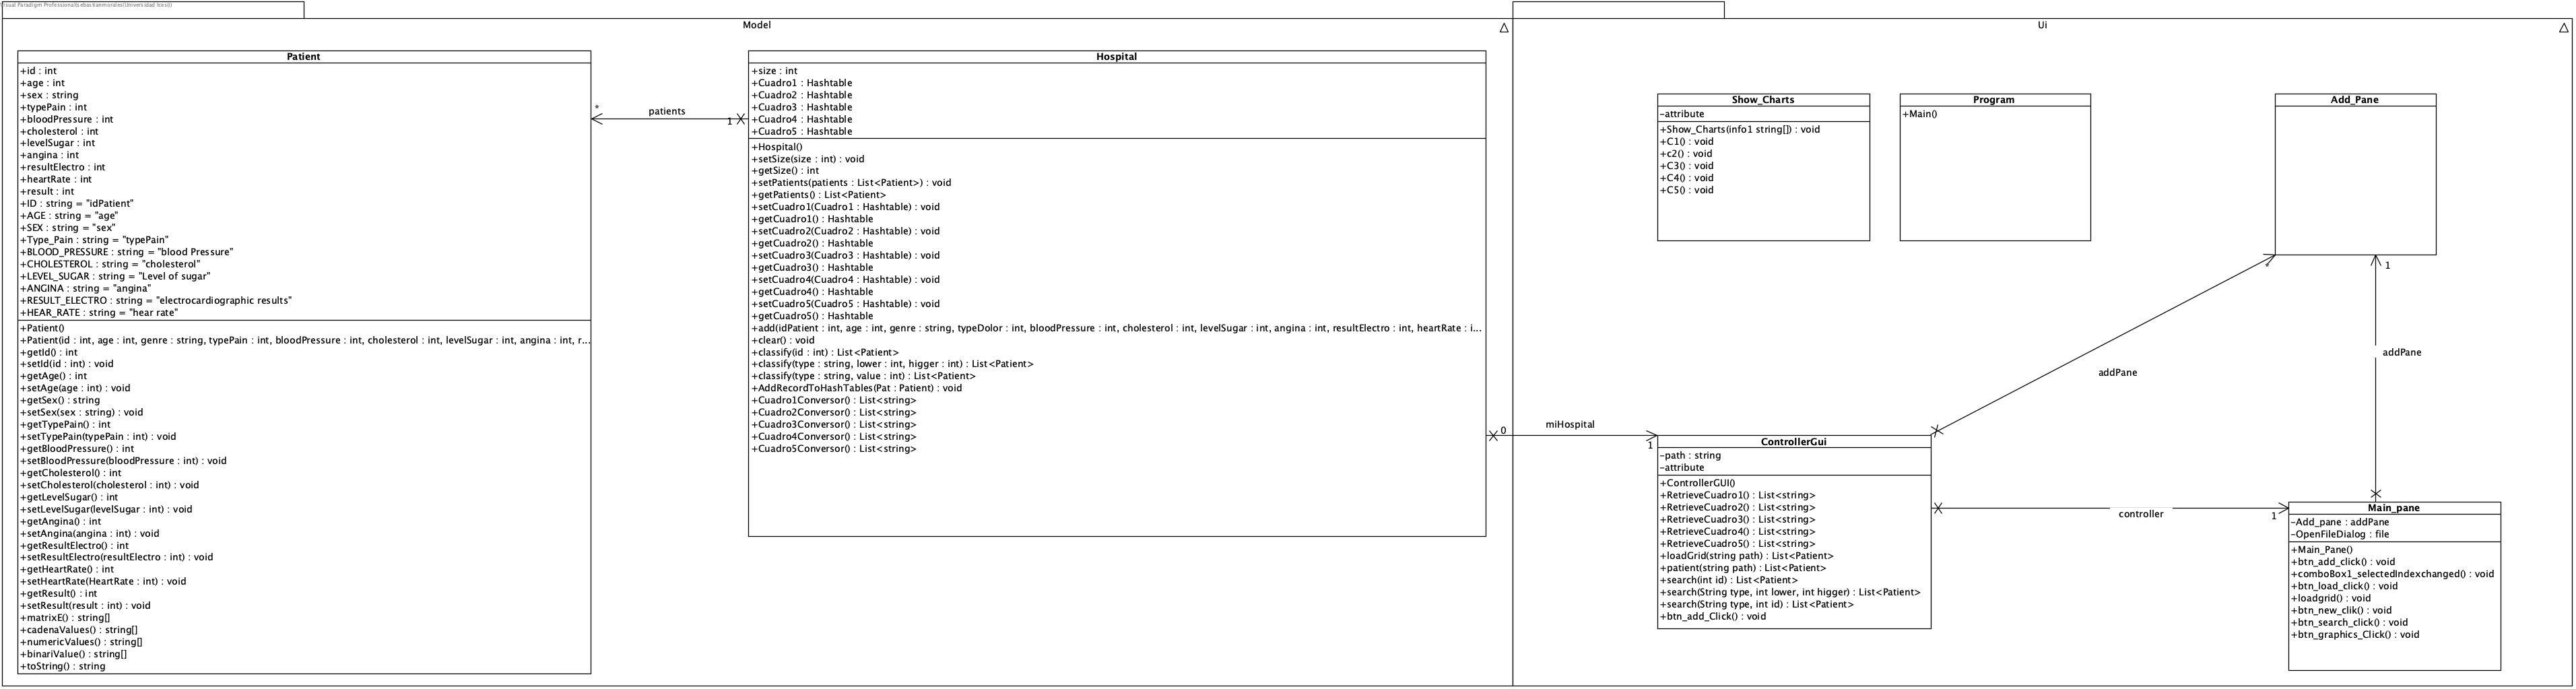 Visual Paradigm Professional(sebastianmorales(Universidad Icesi))
Model
Patient
+id : int
+age : int
+sex : string
+typePain : int
+bloodPressure : int
+cholesterol : int
+levelSugar : int
+angina : int
+resultElectro : int
+heartRate : int
+result : int
+ID : string = "idPatient"
+AGE : string = "age"
+SEX : string = "sex"
+Type_Pain : string = "typePain"
+BLOOD_PRESSURE : string = "blood Pressure"
+CHOLESTEROL : string = "cholesterol"
+LEVEL_SUGAR : string = "Level of sugar"
+ANGINA : string = "angina"
+RESULT_ELECTRO : string = "electrocardiographic results"
+HEAR_RATE : string = "hear rate"
+Patient()
+Patient(id : int, age : int, genre : string, typePain : int, bloodPressure : int, cholesterol : int, levelSugar : int, angina : int, r...
+getId() : int
+setId(id : int) : void
+getAge() : int
+setAge(age : int) : void
+getSex() : string
+setSex(sex : string) : void
+getTypePain() : int
+setTypePain(typePain : int) : void
+getBloodPressure() : int
+setBloodPressure(bloodPressure : int) : void
+getCholesterol() : int
+setCholesterol(cholesterol : int) : void
+getLevelSugar() : int
+setLevelSugar(levelSugar : int) : void
+getAngina() : int
+setAngina(angina : int) : void
+getResultElectro() : int
+setResultElectro(resultElectro : int) : void
+getHeartRate() : int
+setHeartRate(HeartRate : int) : void
+getResult() : int
+setResult(result : int) : void
+matrixE() : string[]
+cadenaValues() : string[]
+numericValues() : string[]
+binariValue() : string[]
+toString() : string
*
patients
1
Hospital
+size : int
+Cuadro1 : Hashtable
+Cuadro2 : Hashtable
+Cuadro3 : Hashtable
+Cuadro4 : Hashtable
+Cuadro5 : Hashtable
+Hospital()
+setSize(size : int) : void
+getSize() : int
+setPatients(patients : List<Patient>) : void
+getPatients() : List<Patient>
+setCuadro1(Cuadro1 : Hashtable) : void
+getCuadro1() : Hashtable
+setCuadro2(Cuadro2 : Hashtable) : void
+getCuadro2() : Hashtable
+setCuadro3(Cuadro3 : Hashtable) : void
+getCuadro3() : Hashtable
+setCuadro4(Cuadro4 : Hashtable) : void
+getCuadro4() : Hashtable
+setCuadro5(Cuadro5 : Hashtable) : void
+getCuadro5() : Hashtable
+add(idPatient : int, age : int, genre : string, typeDolor : int, bloodPressure : int, cholesterol : int, levelSugar : int, angina : int, resultElectro : int, heartRate : i...
+clear() : void
+classify(id : int) : List<Patient>
+classify(type : string, lower : int, higger : int) : List<Patient>
+classify(type : string, value : int) : List<Patient>
+AddRecordToHashTables(Pat : Patient) : void
+Cuadro1Conversor() : List<string>
+Cuadro2Conversor() : List<string>
+Cuadro3Conversor() : List<string>
+Cuadro4Conversor() : List<string>
+Cuadro5Conversor() : List<string>
0
miHospital
1
Ui
Show_Charts
-attribute
+Show_Charts(info1 string[]) : void
+C1() : void
+c2() : void
+C3() : void
+C4() : void
+C5() : void
Program
+Main()
Add_Pane
*
1
addPane
addPane
ControllerGui
-path : string
-attribute
+ControllerGUI()
+RetrieveCuadro1() : List<string>
+RetrieveCuadro2() : List<string>
+RetrieveCuadro3() : List<string>
+RetrieveCuadro4() : List<string>
+RetrieveCuadro5() : List<string>
+loadGrid(string path) : List<Patient>
+patient(string path) : List<Patient>
+search(int id) : List<Patient>
+search(String type, int lower, int higger) : List<Patient>
+search(String type, int id) : List<Patient>
+btn_add_Click() : void
controller
1
Main_pane
-Add_pane : addPane
-OpenFileDialog : file
+Main_Pane()
+btn_add_click() : void
+comboBox1_selectedIndexchanged() : void
+btn_load_click() : void
+loadgrid() : void
+btn_new_clik() : void
+btn_search_click() : void
+btn_graphics_Click() : void